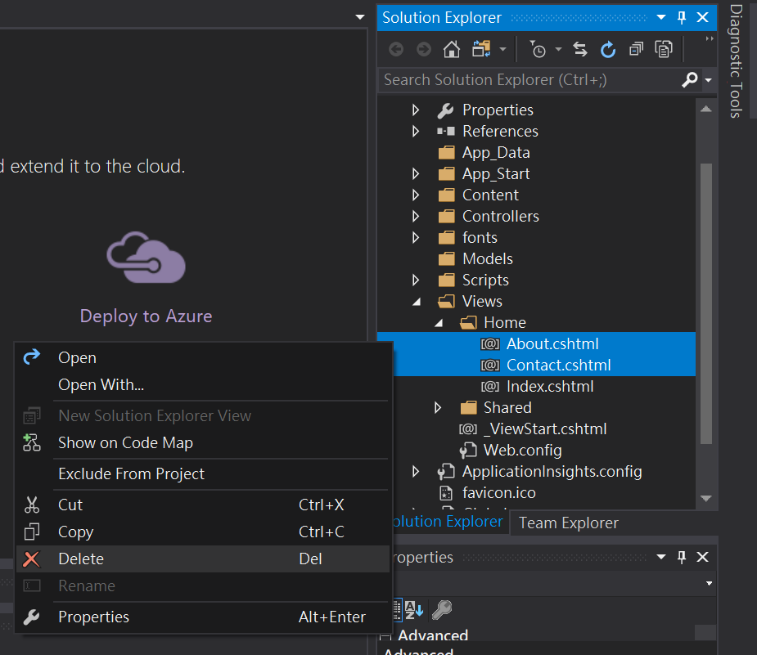 Solution Explorer
Search Solution Explorer (Ctrl+;)
Properties
References
App_Data
App_Start
Content
Controllers
fonts
Models
Scripts
Views
Home
[@] About.cshtml
[@] Contact.cshtml
[@] Index.cshtml
Shared
[@] _ViewStart.cshtml
Web.config
ApplicationInsights.config
favicon.ico
olution Explorer
Team Explorer
roperties
Advanced
Advanced
Diagnostic Tools
d extend it to the cloud.
Deploy to Azure
Open
Open With...
New Solution Explorer View
Show on Code Map
Exclude From Project
Cut Ctrl+X
Copy Ctrl+C
Delete Del
Rename
Properties Alt+Enter